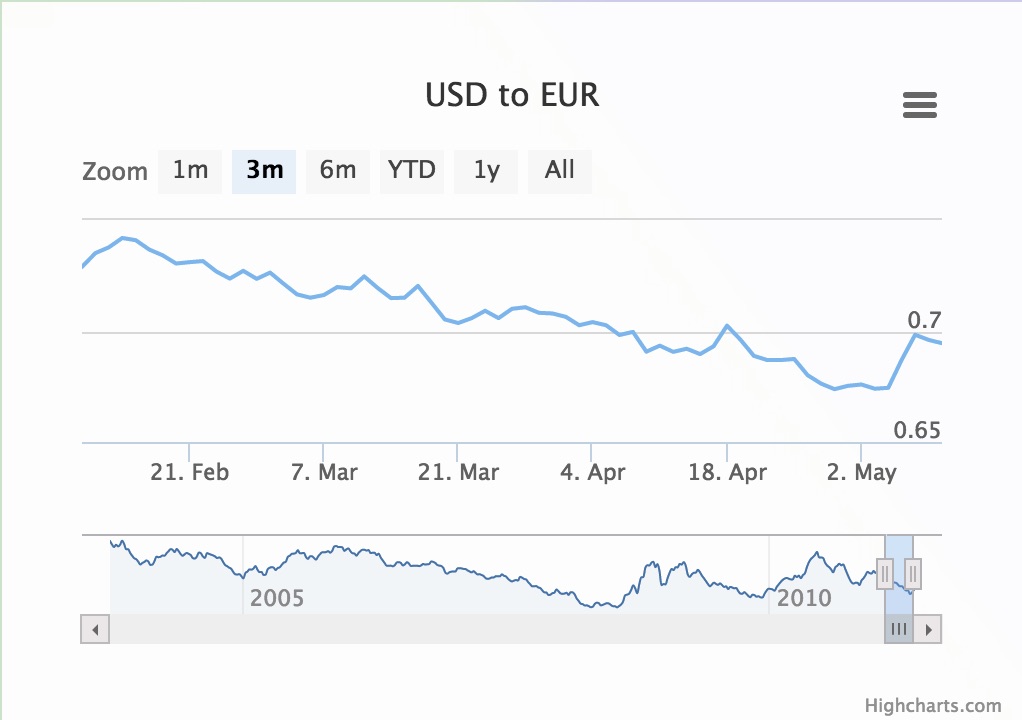 USD to EUR
Zoom 1m 3m 6m YTD 1y All
0.7
0.65
21. Feb 7. Mar 21. Mar 4. Apr 18. Apr 2. May
2005 2010
Highcharts.com